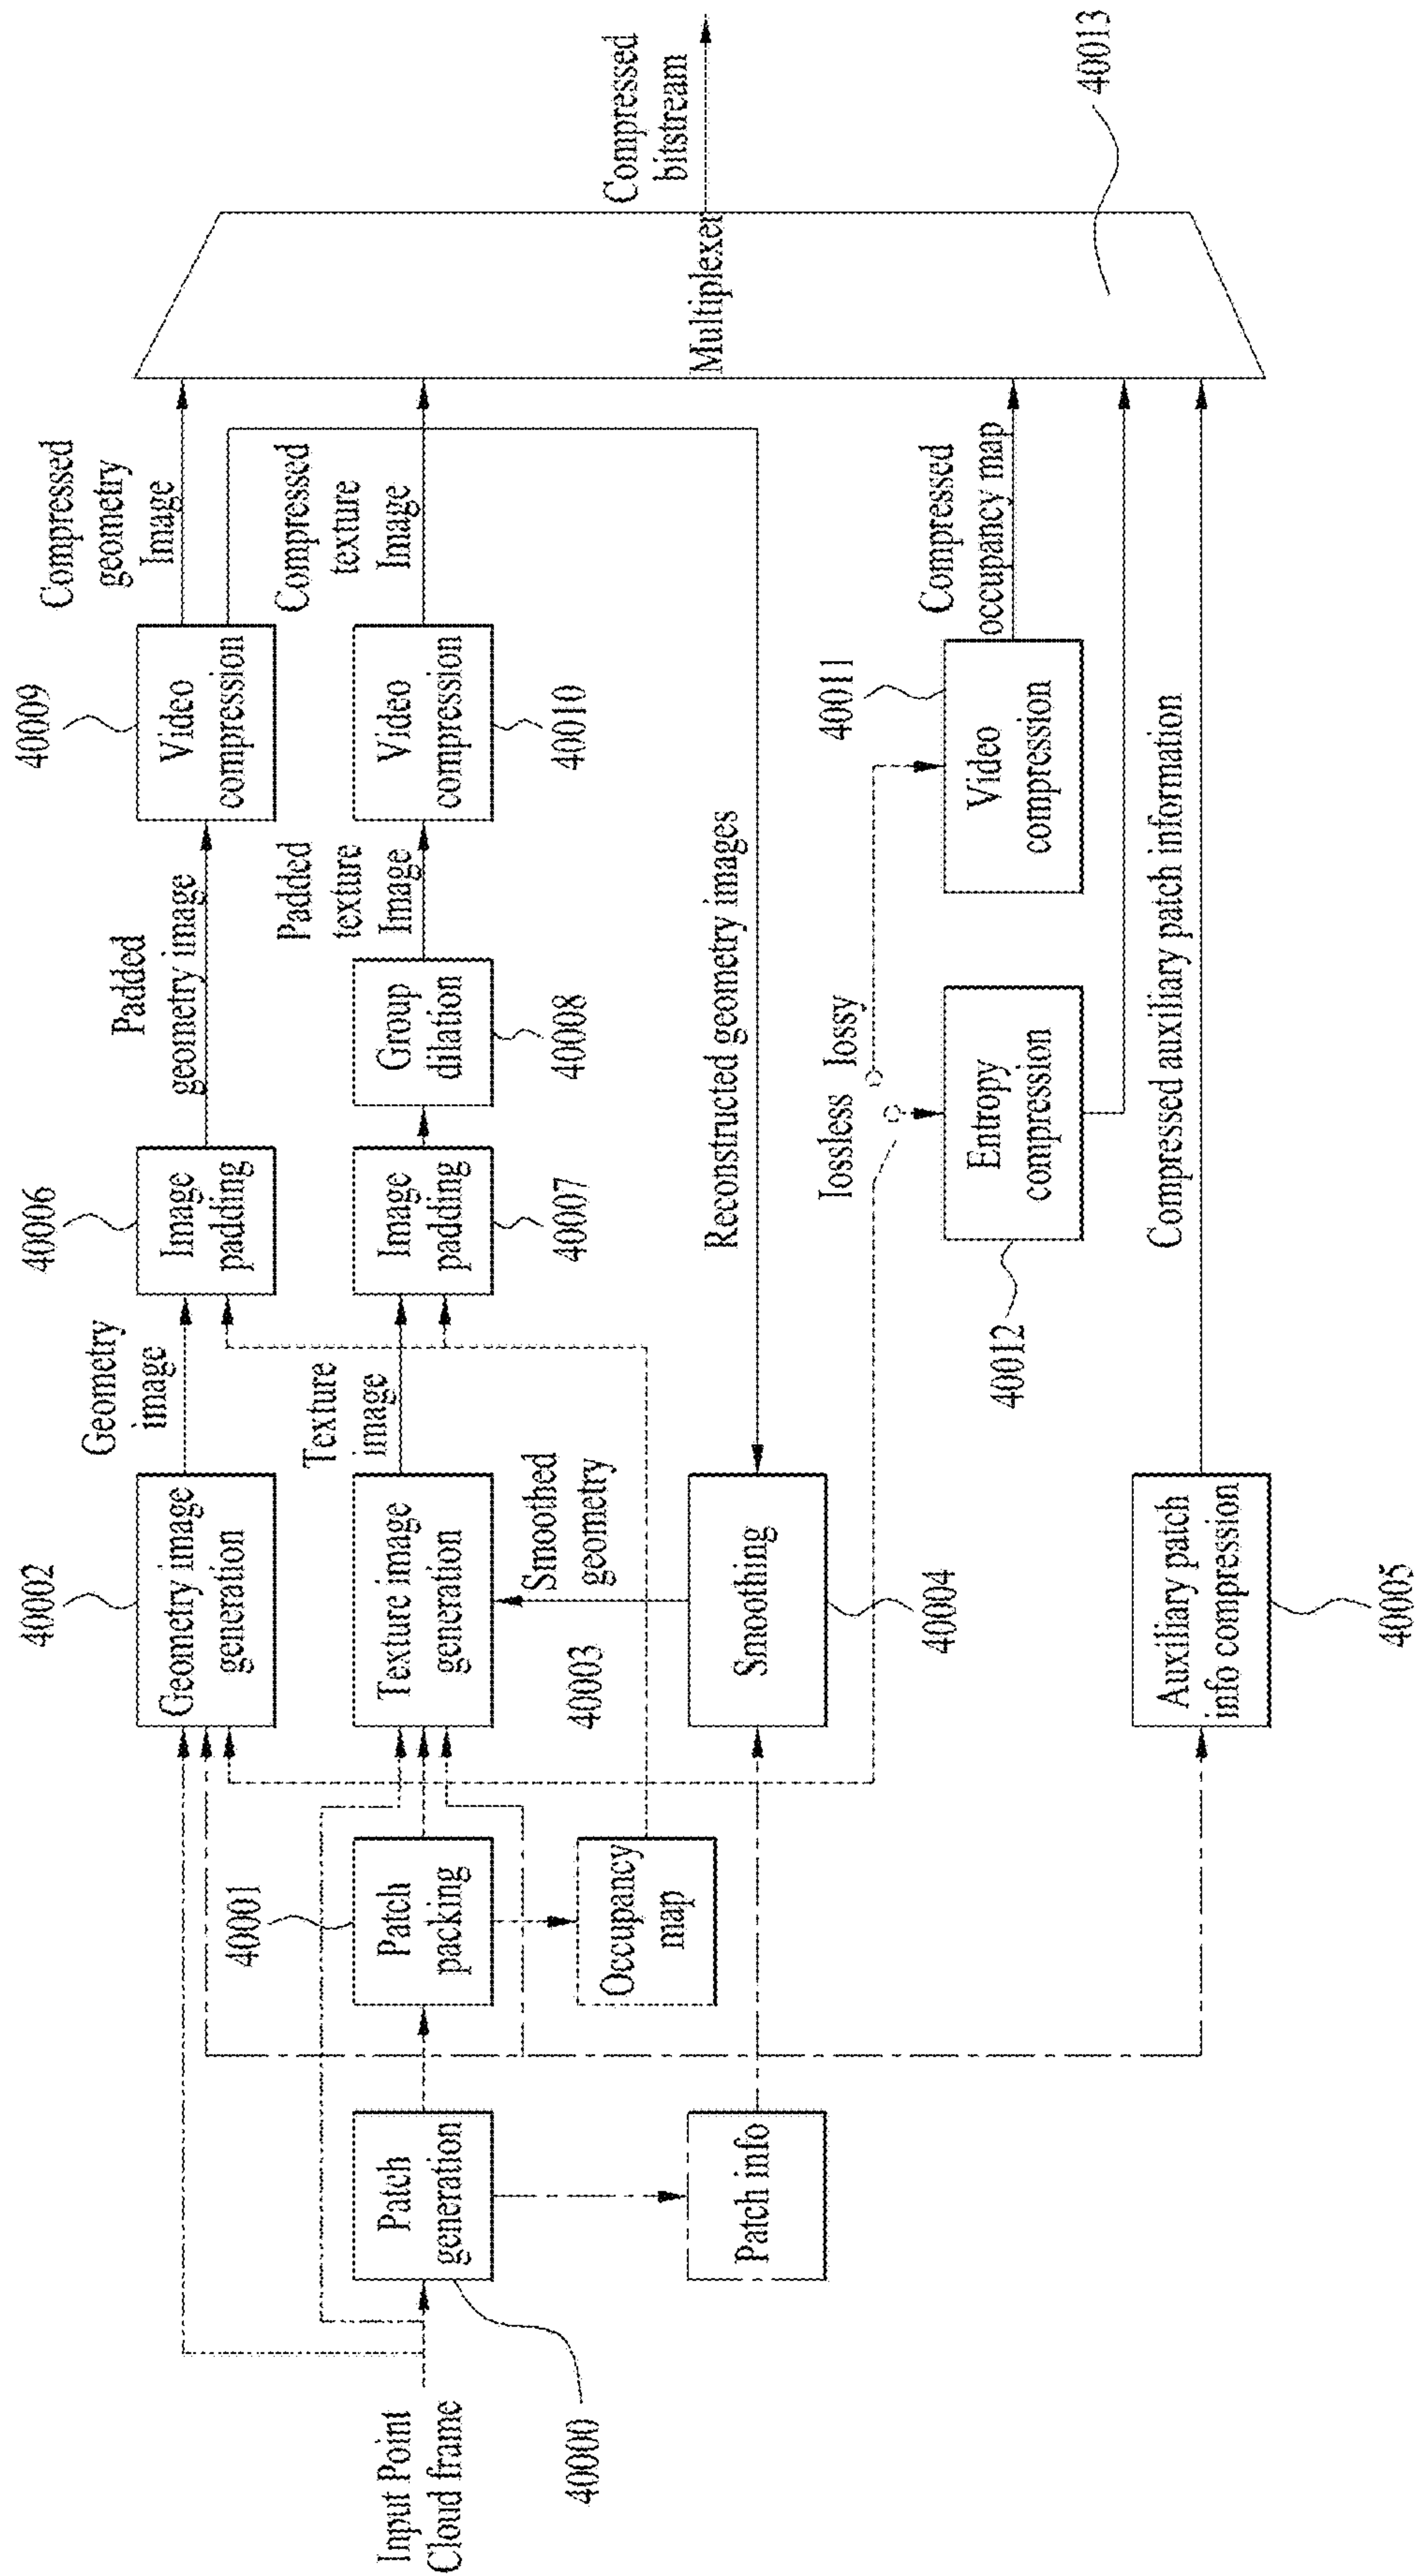 Input Point
Cloud frame
40000
Patch
generation
Patch info
40001
Patch
packing
Occupancy
map
40002
Geometry image
generation
Texture image
generation
40003
Smoothed
geometry
Smoothing
40004
Auxiliary patch
info compression
40005
Geometry
image
Texture
image
40006
Image
padding
Image
padding
40007
Group
dilation
40008
Padded
geometry image
Padded
texture
Image
40009
Video
compression
Video
compression
40010
Reconstructed geometry images
lossless
lossy
Entropy
compression
40012
40011
Video
compression
Compressed auxiliary patch information
Compressed
geometry
Image
Compressed
texture
Image
Compressed
occupancy map
Multiplexer
40013
Compressed
bitstream